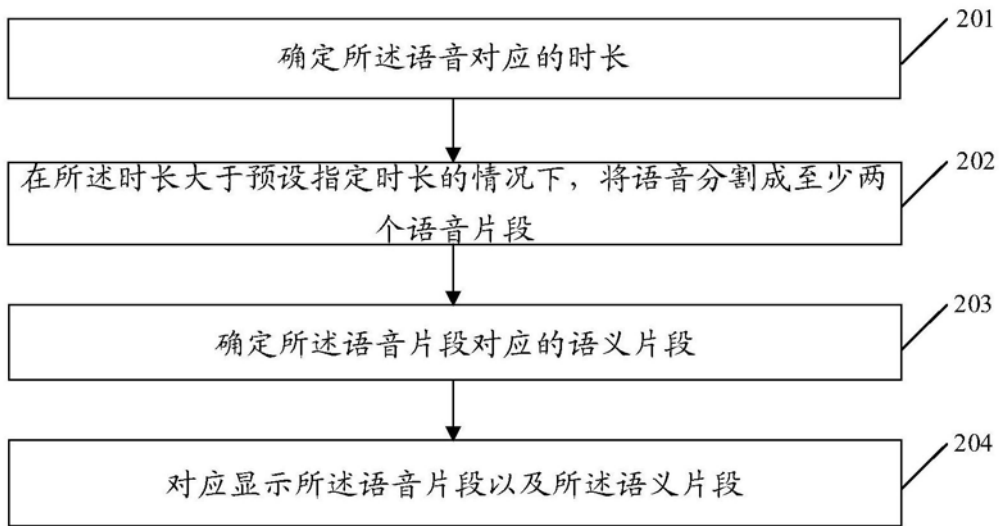 201
确定所述语音对应的时长
202
在所述时长大于预设指定时长的情况下，将语音分割成至少两
个语音片段
203
确定所述语音片段对应的语义片段
204
对应显示所述语音片段以及所述语义片段